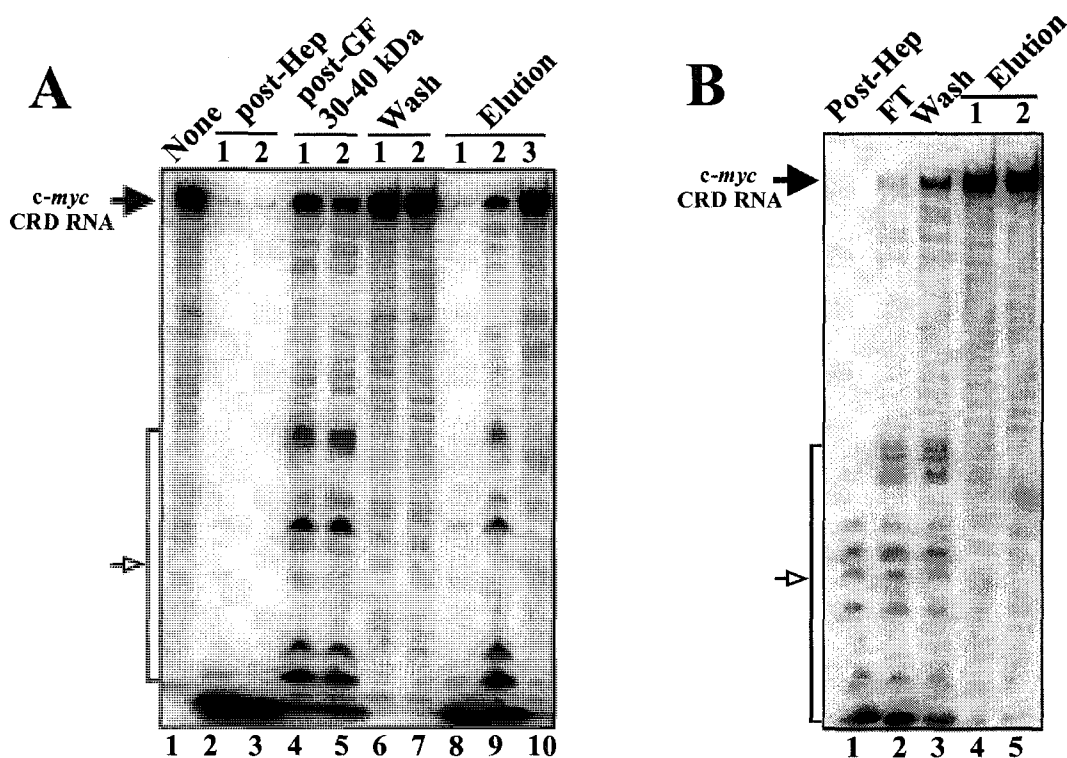 A
None
post-Hep
post-GF
30-40 kDa
Wash
Elution
1 2 1 2 1 2 1 2 3
c-myc
CRD RNA
1 2 3 4 5 6 7 8 9 10
B
Post-Hep
FT
Wash
Elution
1 2
c-myc
CRD RNA
1 2 3 4 5